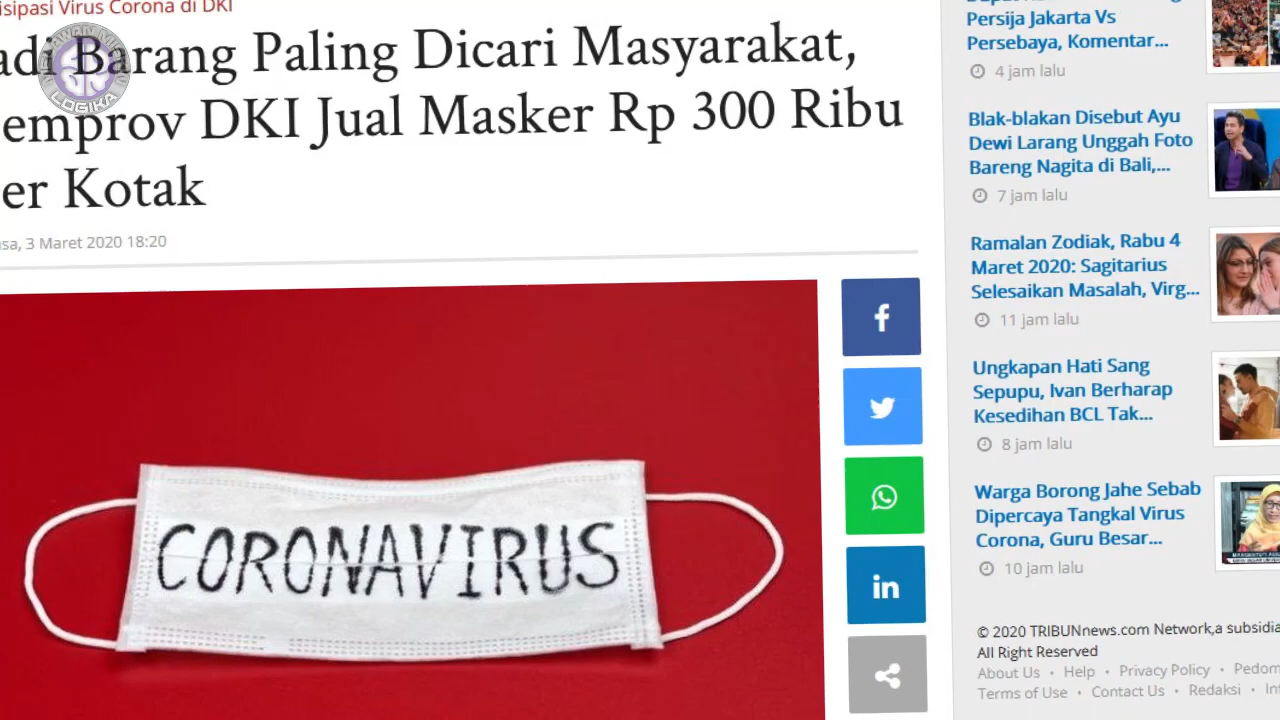 isipasi Virus Corona di DKI
adi Barang Paling Dicari Masyarakat,
emprov DKI Jual Masker Rp 300 Ribu
er Kotak
sa, 3 Maret 2020 18:20
LOGIKA
CORONAVIRUS
Persija Jakarta Vs
Persebaya, Komentar...
4 jam lalu
Blak-blakan Disebut Ayu
Dewi Larang Unggah Foto
Bareng Nagita di Bali,...
7 jam lalu
Ramalan Zodiak, Rabu 4
Maret 2020: Sagitarius
Selesaikan Masalah, Virg...
11 jam lalu
Ungkapan Hati Sang
Sepupu, Ivan Berharap
Kesedihan BCL Tak...
8 jam lalu
Warga Borong Jahe Sebab
Dipercaya Tangkal Virus
Corona, Guru Besar...
10 jam lalu
© 2020 TRIBUNnews.com Network,a subsidia
All Right Reserved
About Us • Help • Privacy Policy • Pedom
Terms of Use • Contact Us • Redaksi • In